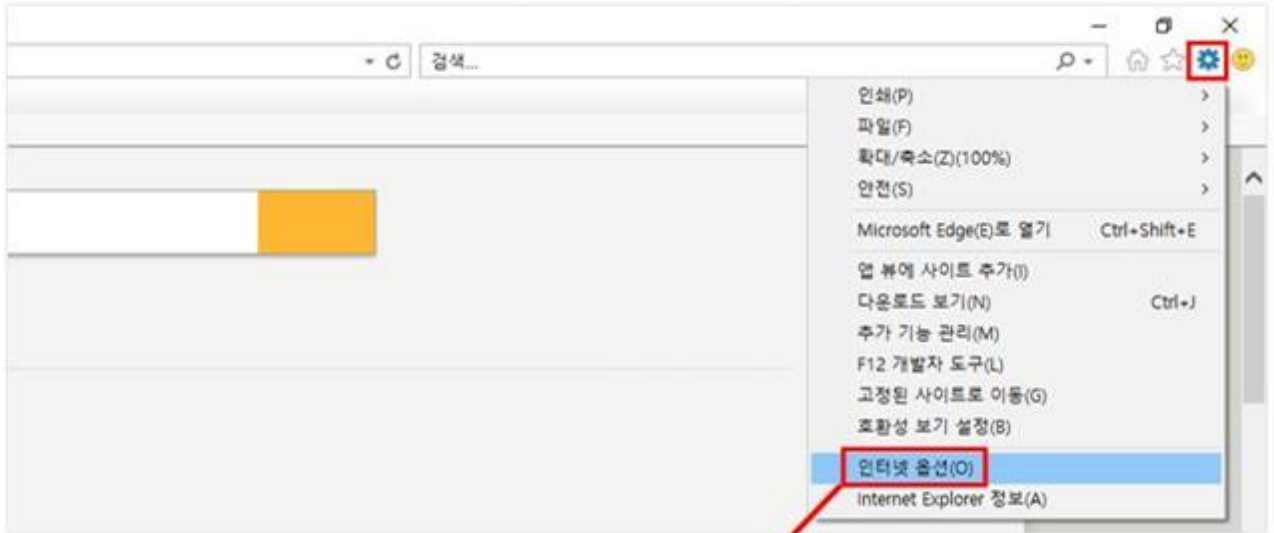 검색...
인쇄(P)
파일(F)
확대/축소(Z)(100%)
안전(S)
Microsoft Edge(E)로 열기 Ctrl+Shift+E
앱 뷰에 사이트 추가(I)
다운로드 보기(N) Ctrl+J
추가 기능 관리(M)
F12 개발자 도구(L)
고정된 사이트로 이동(G)
호환성 보기 설정(B)
인터넷 옵션(O)
Internet Explorer 정보(A)